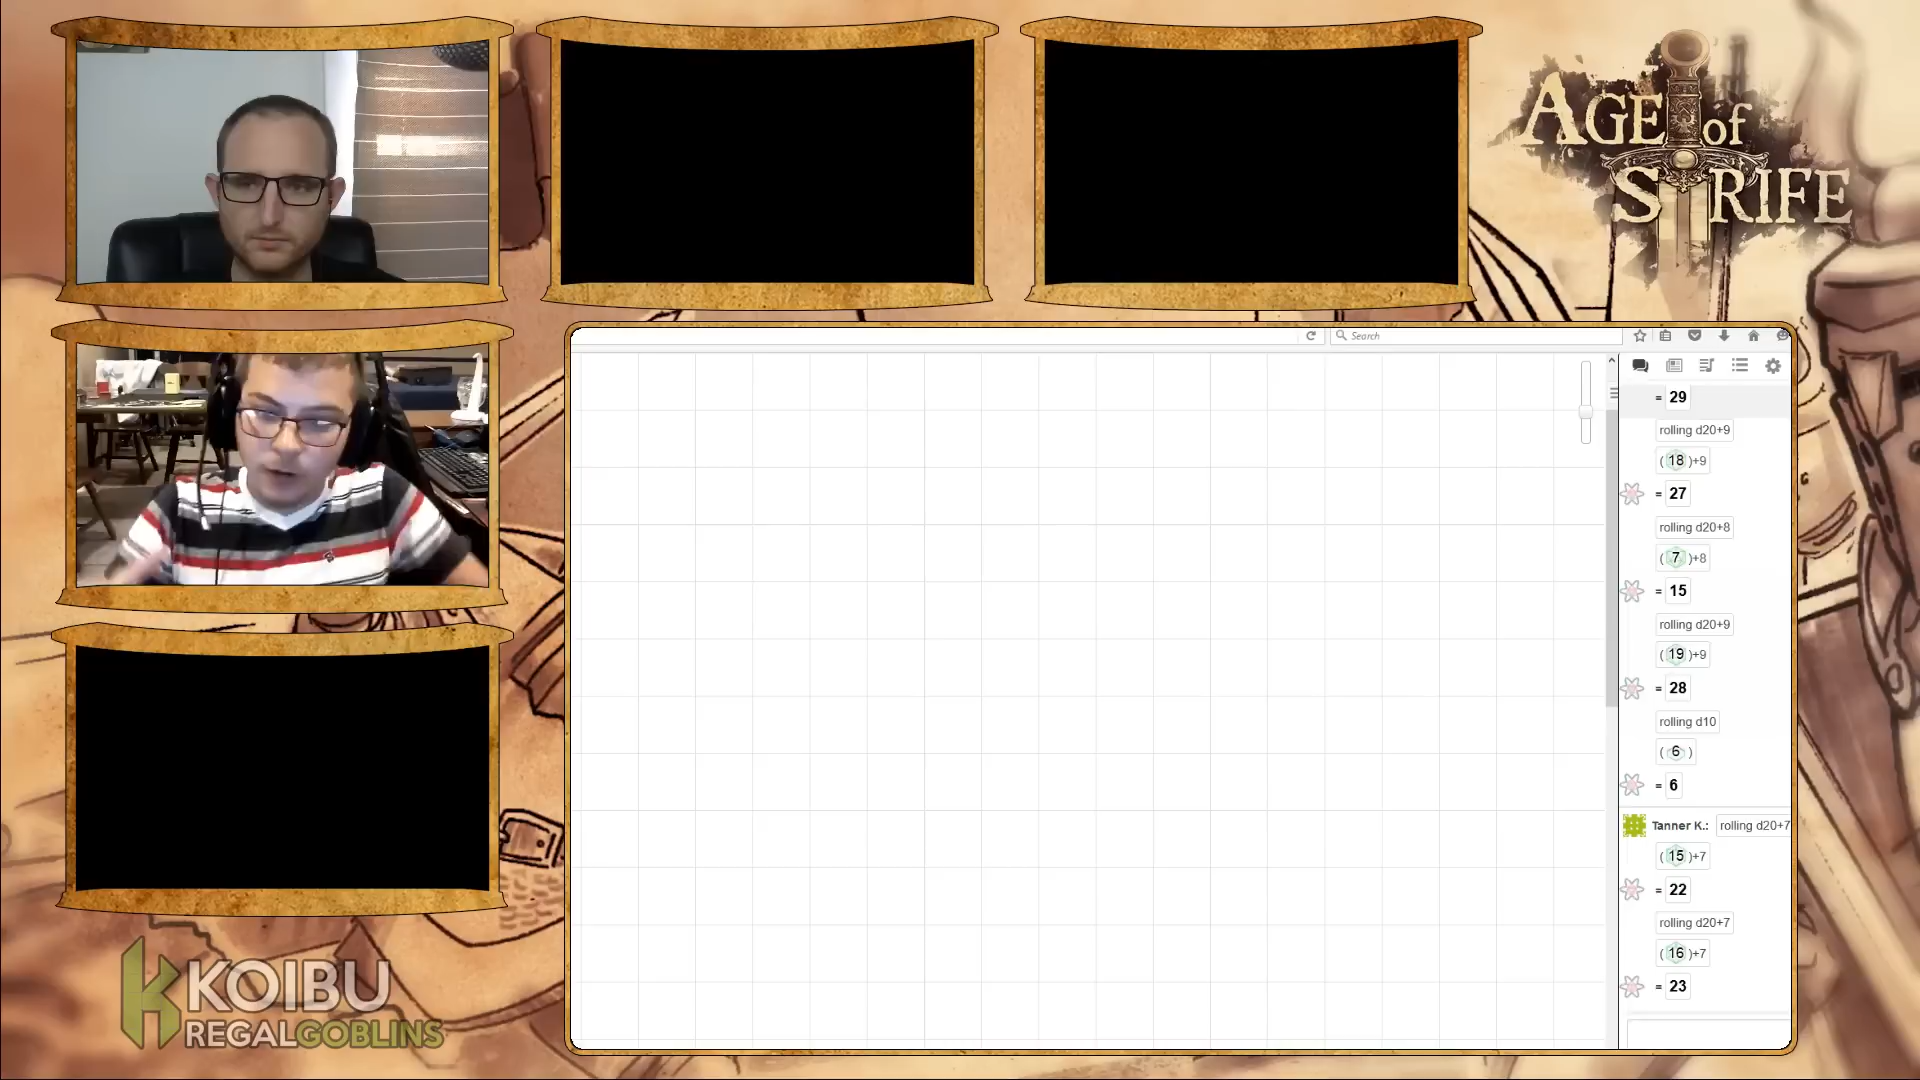 AGE of
STRIFE
Search
= 29
rolling d20+9
(18)+9
= 27
rolling d20+8
(7)+8
= 15
rolling d20+9
(19)+9
= 28
rolling d10
(6)
= 6
Tanner K.: rolling d20+7
(15)+7
= 22
rolling d20+7
(16)+7
= 23
KOIBU
REGALGOBLINS